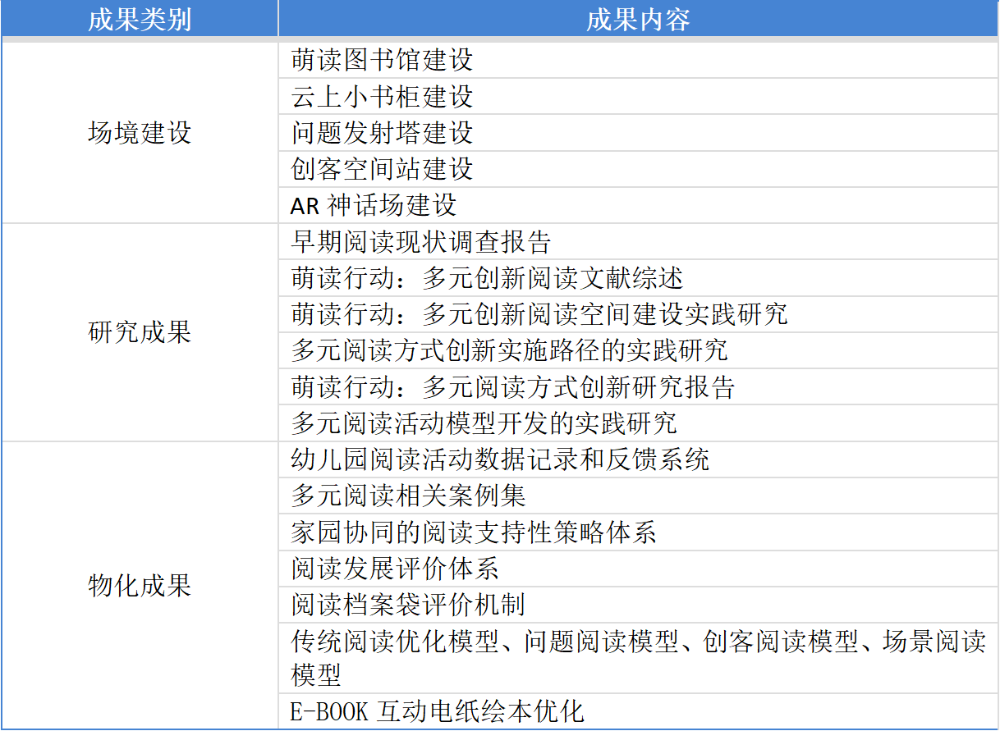 成果类别 成果内容
场境建设
萌读图书馆建设
云上小书柜建设
问题发射塔建设
创客空间站建设
AR 神话场建设
研究成果
早期阅读现状调查报告
萌读行动：多元创新阅读文献综述
萌读行动：多元创新阅读空间建设实践研究
多元阅读方式创新实施路径的实践研究
萌读行动：多元阅读方式创新研究报告
多元阅读活动模型开发的实践研究
物化成果
幼儿园阅读活动数据记录和反馈系统
多元阅读相关案例集
家园协同的阅读支持性策略体系
阅读发展评价体系
阅读档案袋评价机制
传统阅读优化模型、问题阅读模型、创客阅读模型、场景阅读
模型
E-BOOK 互动电纸绘本优化